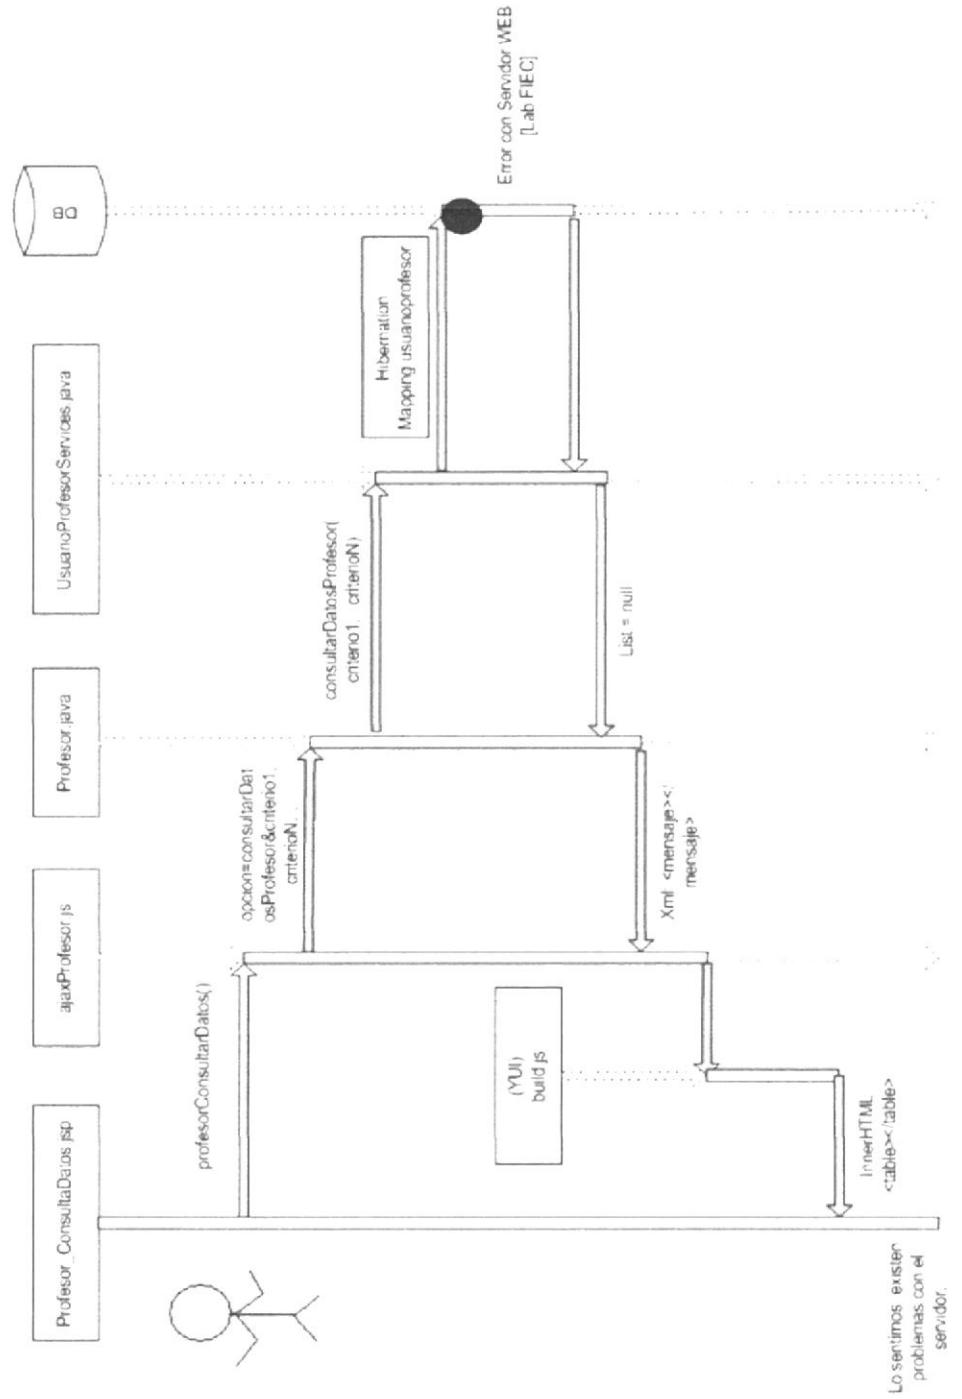 Profesor_ConsultaDatos.jsp
ajaxProfesor.js
Profesor.java
UsuarioProfesorServices.java
BD
profesorConsultarDatos()
opcion=consultarDat
osProfesor&criterio1.
criterioN...
consultarDatosProfesor(
criterio1, criterioN)
Hibernation
Mapping usuarioprofesor
Error con Servidor WEB
[Lab FIEC]
List = null
Xml <mensaje></
mensaje>
(YUI)
build.js
InnerHTML
<table></table>
Lo sentimos existen
problemas con el
servidor.